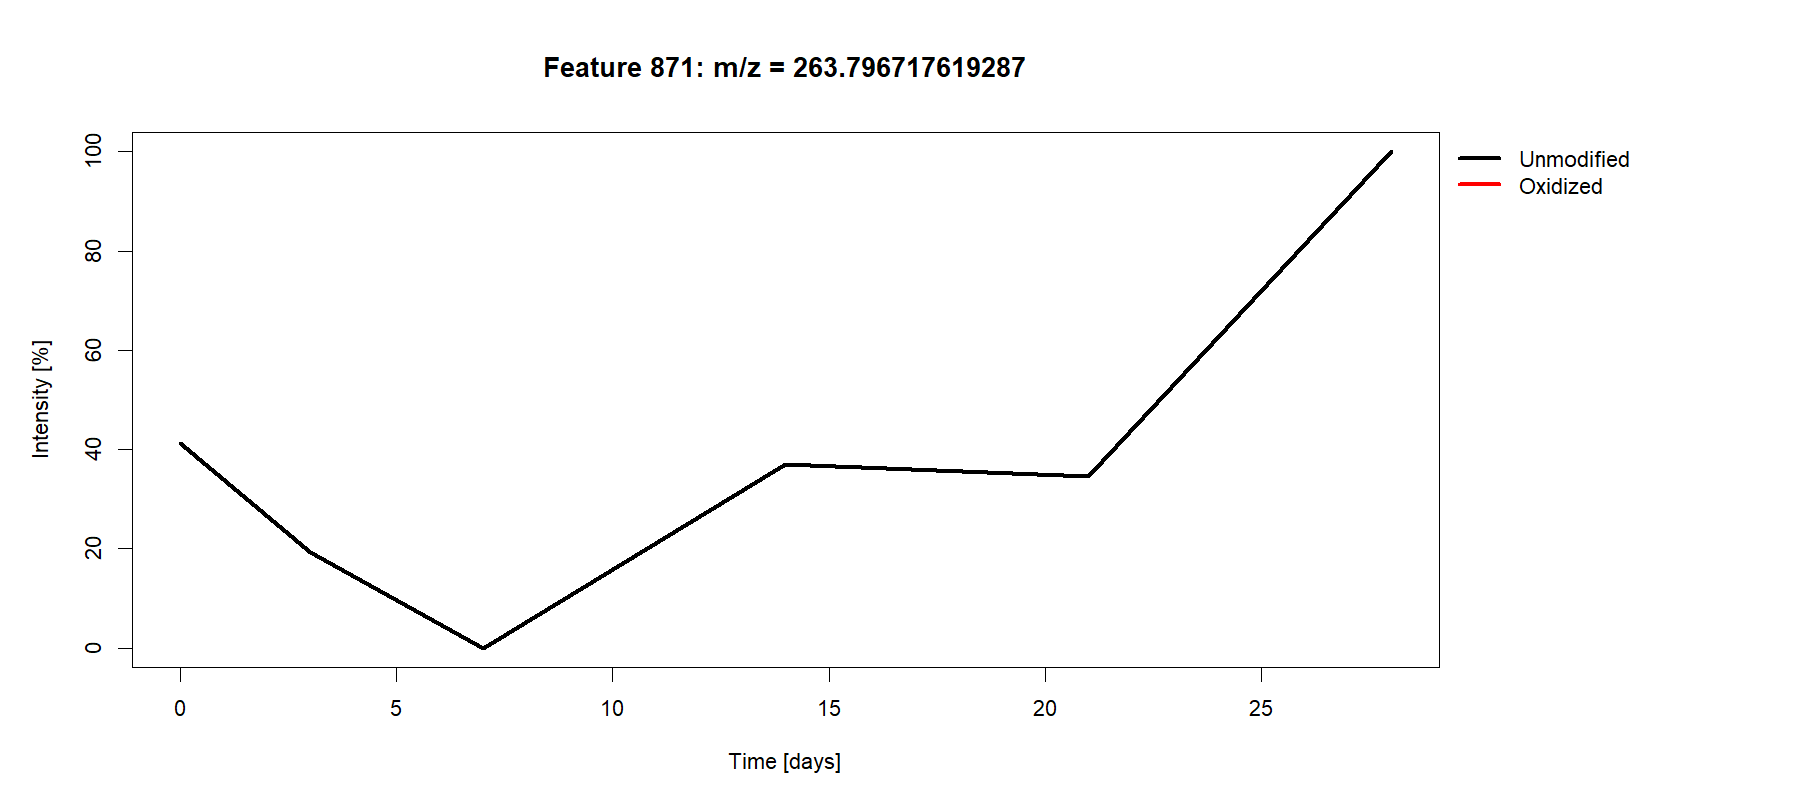 Feature 871: m/z = 263.796717619287
Unmodified
Oxidized
Intensity [%]
100
80
60
40
20
0
0 5 10 15 20 25
Time [days]